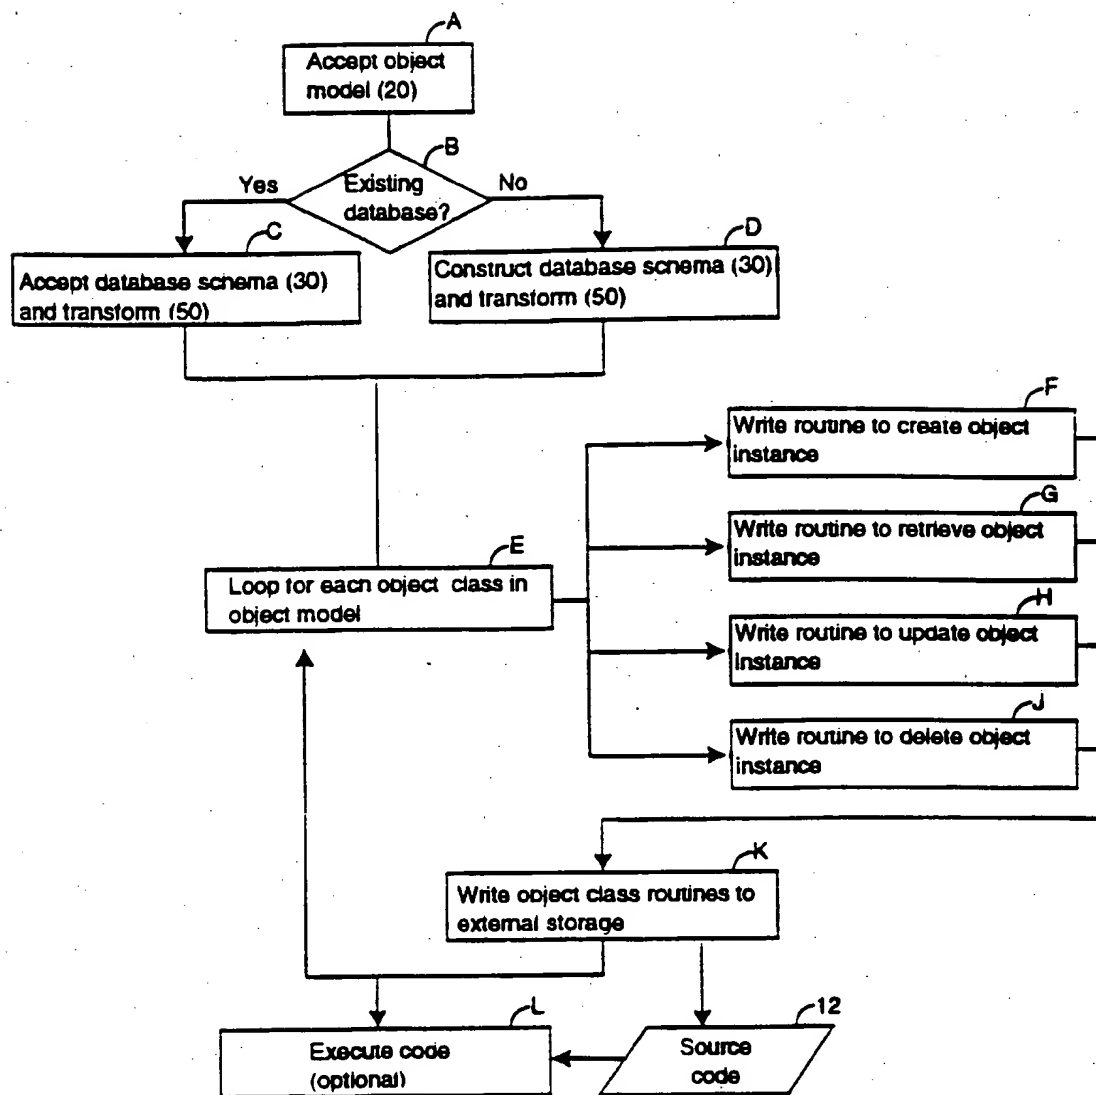 A
Accept object
model (20)
B
Yes
Existing
database?
No
C
Accept database schema (30)
and transform (50)
D
Construct database schema (30)
and transform (50)
F
Write routine to create object
instance
G
Write routine to retrieve object
instance
E
Loop for each object class in
object model
H
Write routine to update object
instance
J
Write routine to delete object
instance
K
Write object class routines to
external storage
L
Execute code
(optional)
12
Source
code